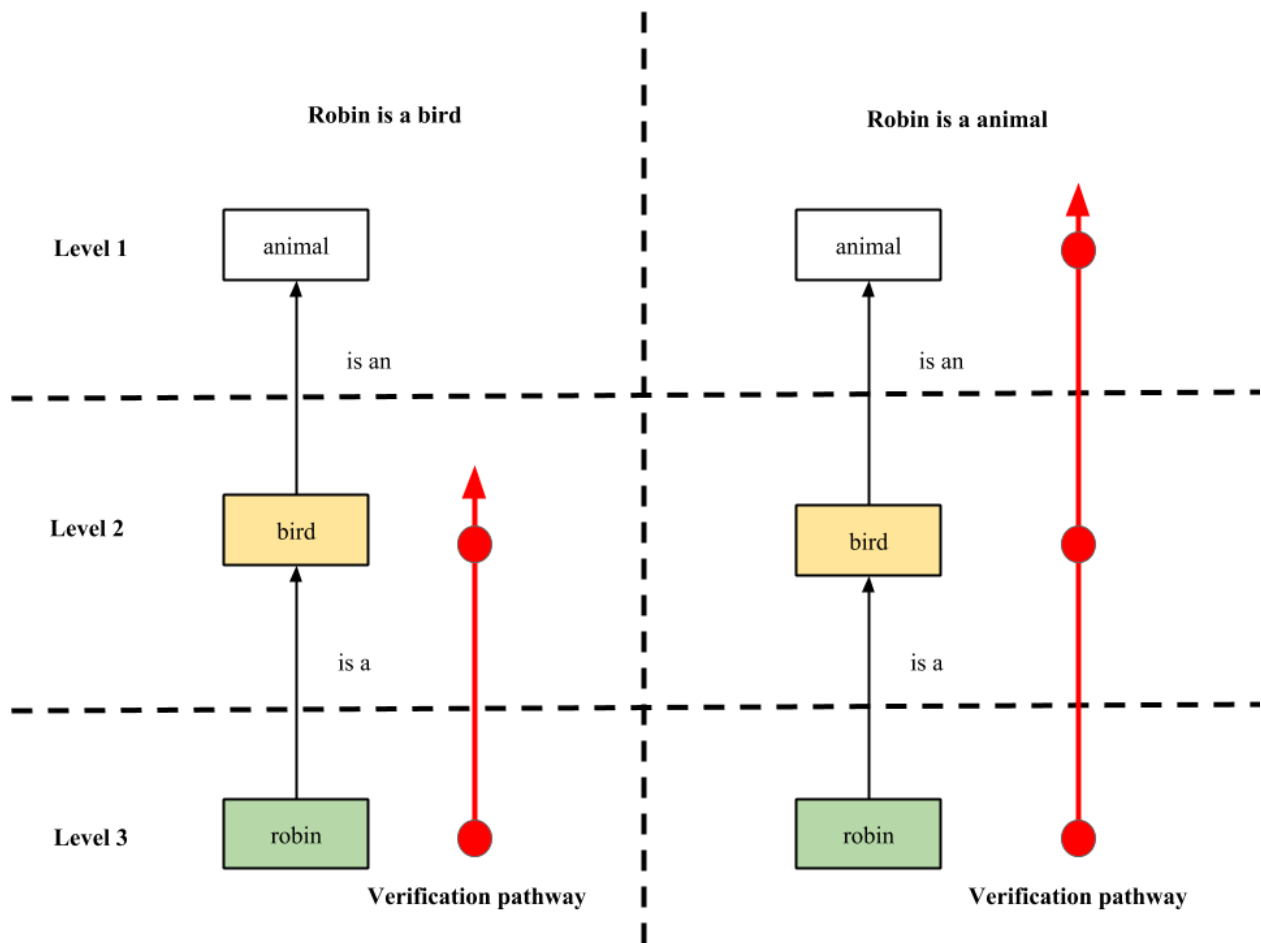 Robin is a bird
Robin is a animal
Level 1
animal
animal
is an
is an
Level 2
bird
bird
is a
is a
Level 3
robin
robin
Verification pathway
Verification pathway